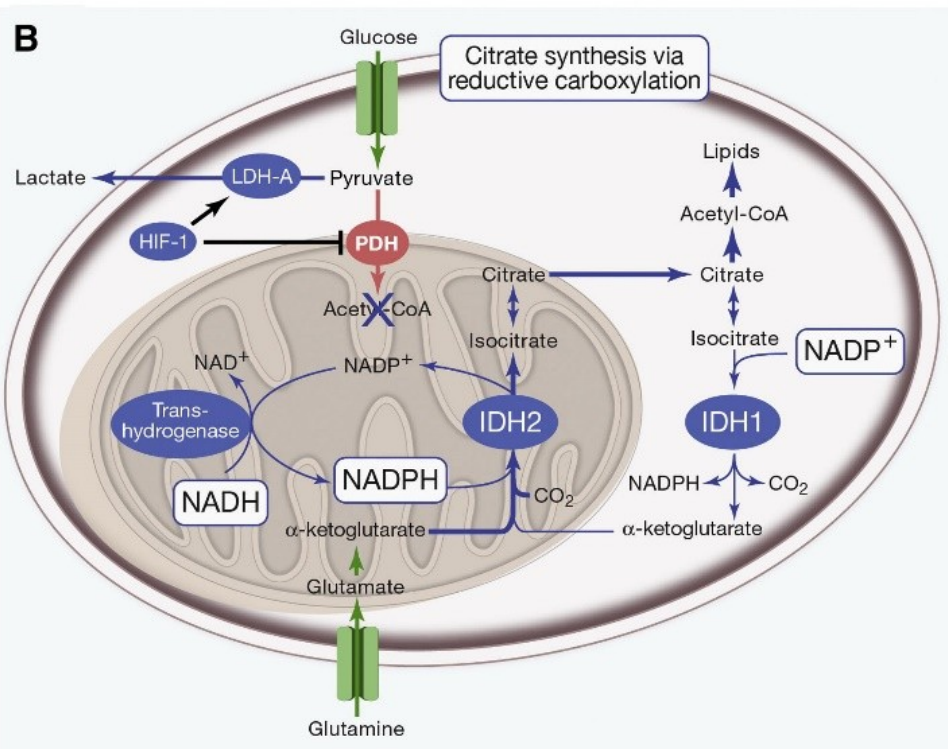 B
Glucose
Citrate synthesis via
reductive carboxylation
Lipids
Lactate
LDH-A
Pyruvate
Acetyl-CoA
HIF-1
PDH
Citrate
Citrate
Acetyl-CoA
Isocitrate
Isocitrate
NADP+
NAD+
NADP+
Trans-
hydrogenase
IDH2
IDH1
NADH
NADPH
CO2
NADPH
CO2
α-ketoglutarate
α-ketoglutarate
Glutamate
Glutamine